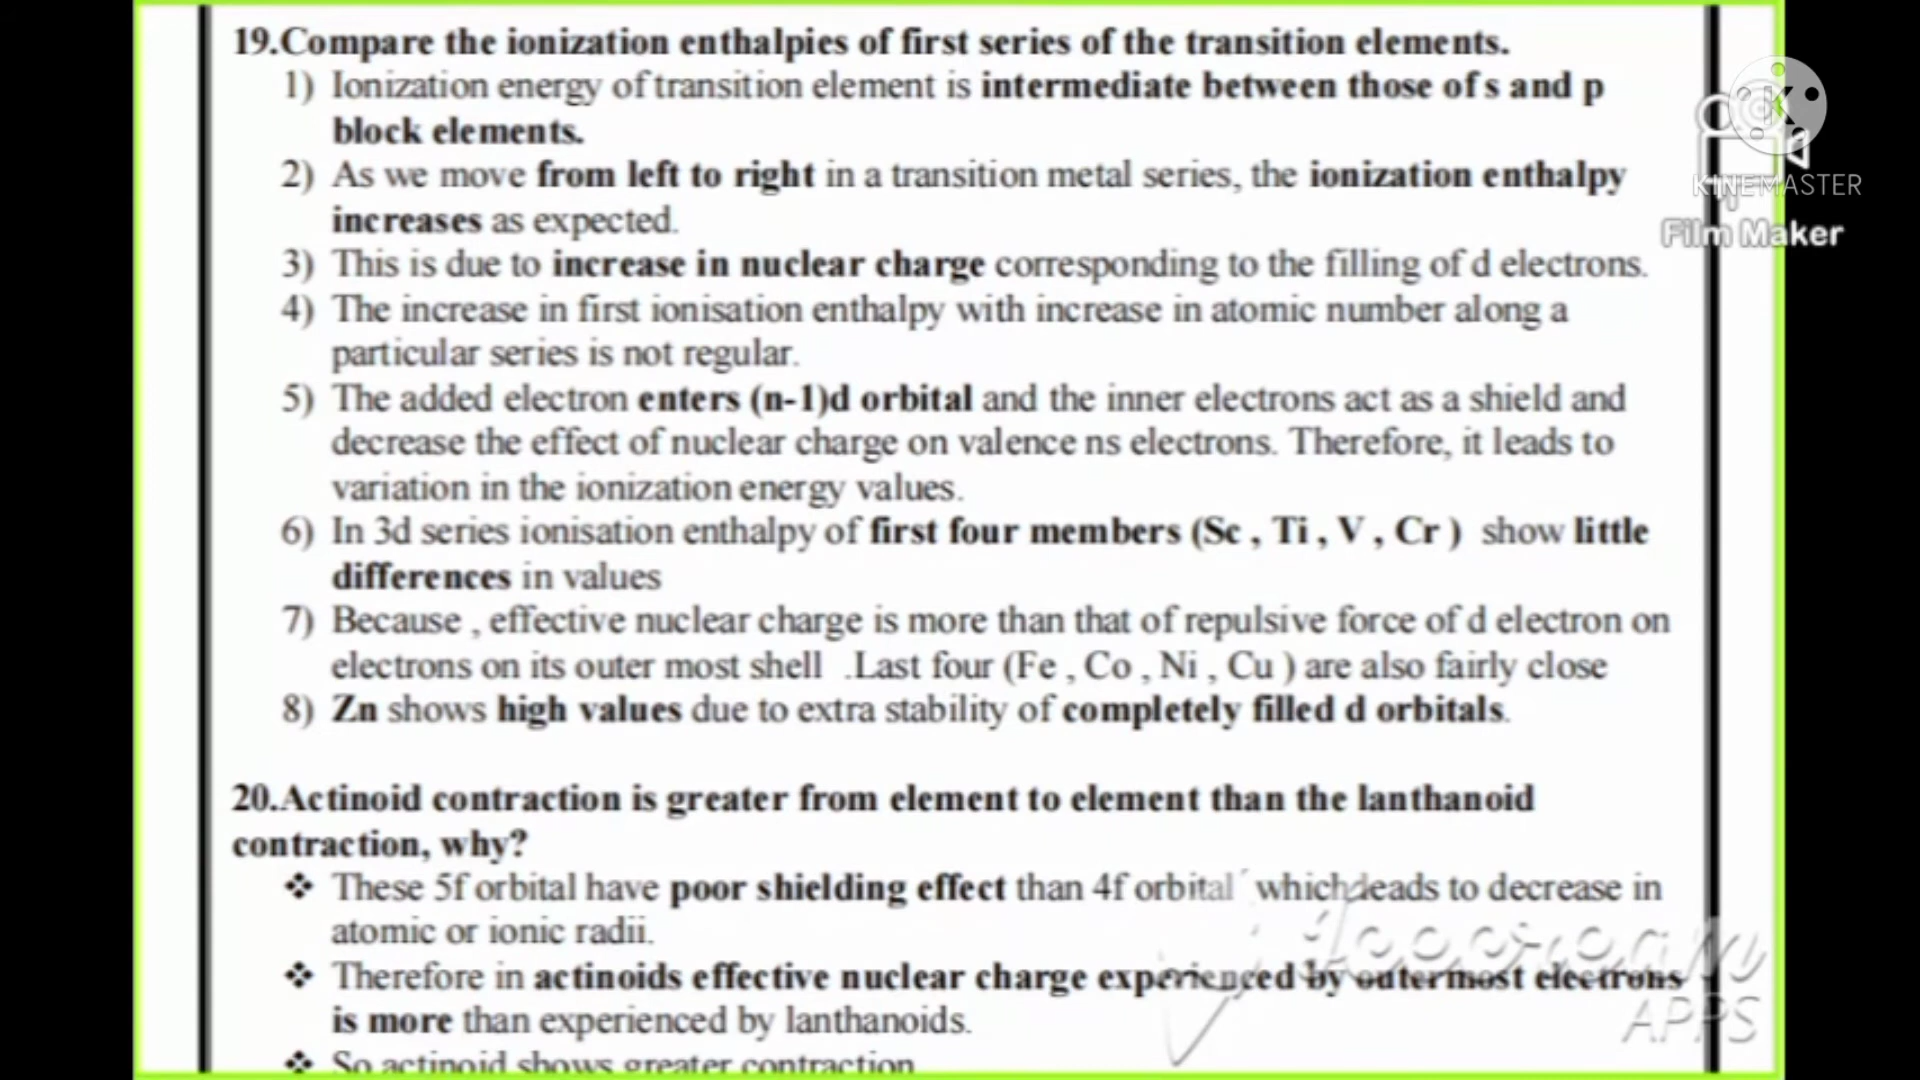 19.Compare the ionization enthalpies of first series of the transition elements.
1) Ionization energy of transition element is intermediate between those of s and p
block elements.
2) As we move from left to right in a transition metal series, the ionization enthalpy
increases as expected.
3) This is due to increase in nuclear charge corresponding to the filling of d electrons.
4) The increase in first ionisation enthalpy with increase in atomic number along a
particular series is not regular.
5) The added electron enters (n-1)d orbital and the inner electrons act as a shield and
decrease the effect of nuclear charge on valence ns electrons. Therefore, it leads to
variation in the ionization energy values.
6) In 3d series ionisation enthalpy of first four members (Sc , Ti , V , Cr ) show little
differences in values
7) Because , effective nuclear charge is more than that of repulsive force of d electron on
electrons on its outer most shell .Last four (Fe , Co , Ni , Cu ) are also fairly close
8) Zn shows high values due to extra stability of completely filled d orbitals.
20.Actinoid contraction is greater from element to element than the lanthanoid
contraction, why?
❖ These 5f orbital have poor shielding effect than 4f orbital which leads to decrease in
atomic or ionic radii.
❖ Therefore in actinoids effective nuclear charge experienced by outermost electrons
is more than experienced by lanthanoids.
❖ So actinoid shows greater contraction
KINEMASTER
Film Maker
APPS